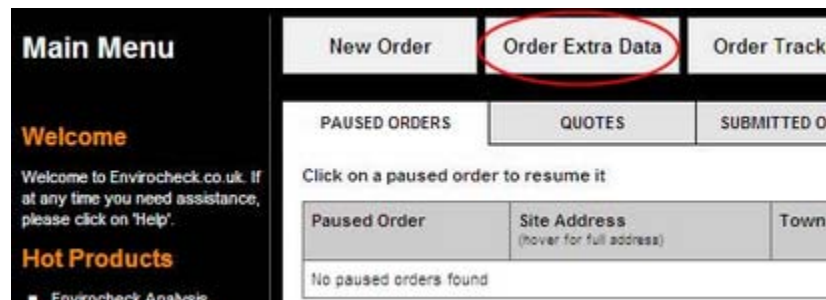 Main Menu
New Order
Order Extra Data
Order Track
Welcome
Welcome to Envirocheck.co.uk. If
at any time you need assistance,
please click on 'Help'.
Hot Products
Envirocheck Analysis
PAUSED ORDERS
QUOTES
SUBMITTED O
Click on a paused order to resume it
Paused Order
Site Address
(hover for full address)
Town
No paused orders found